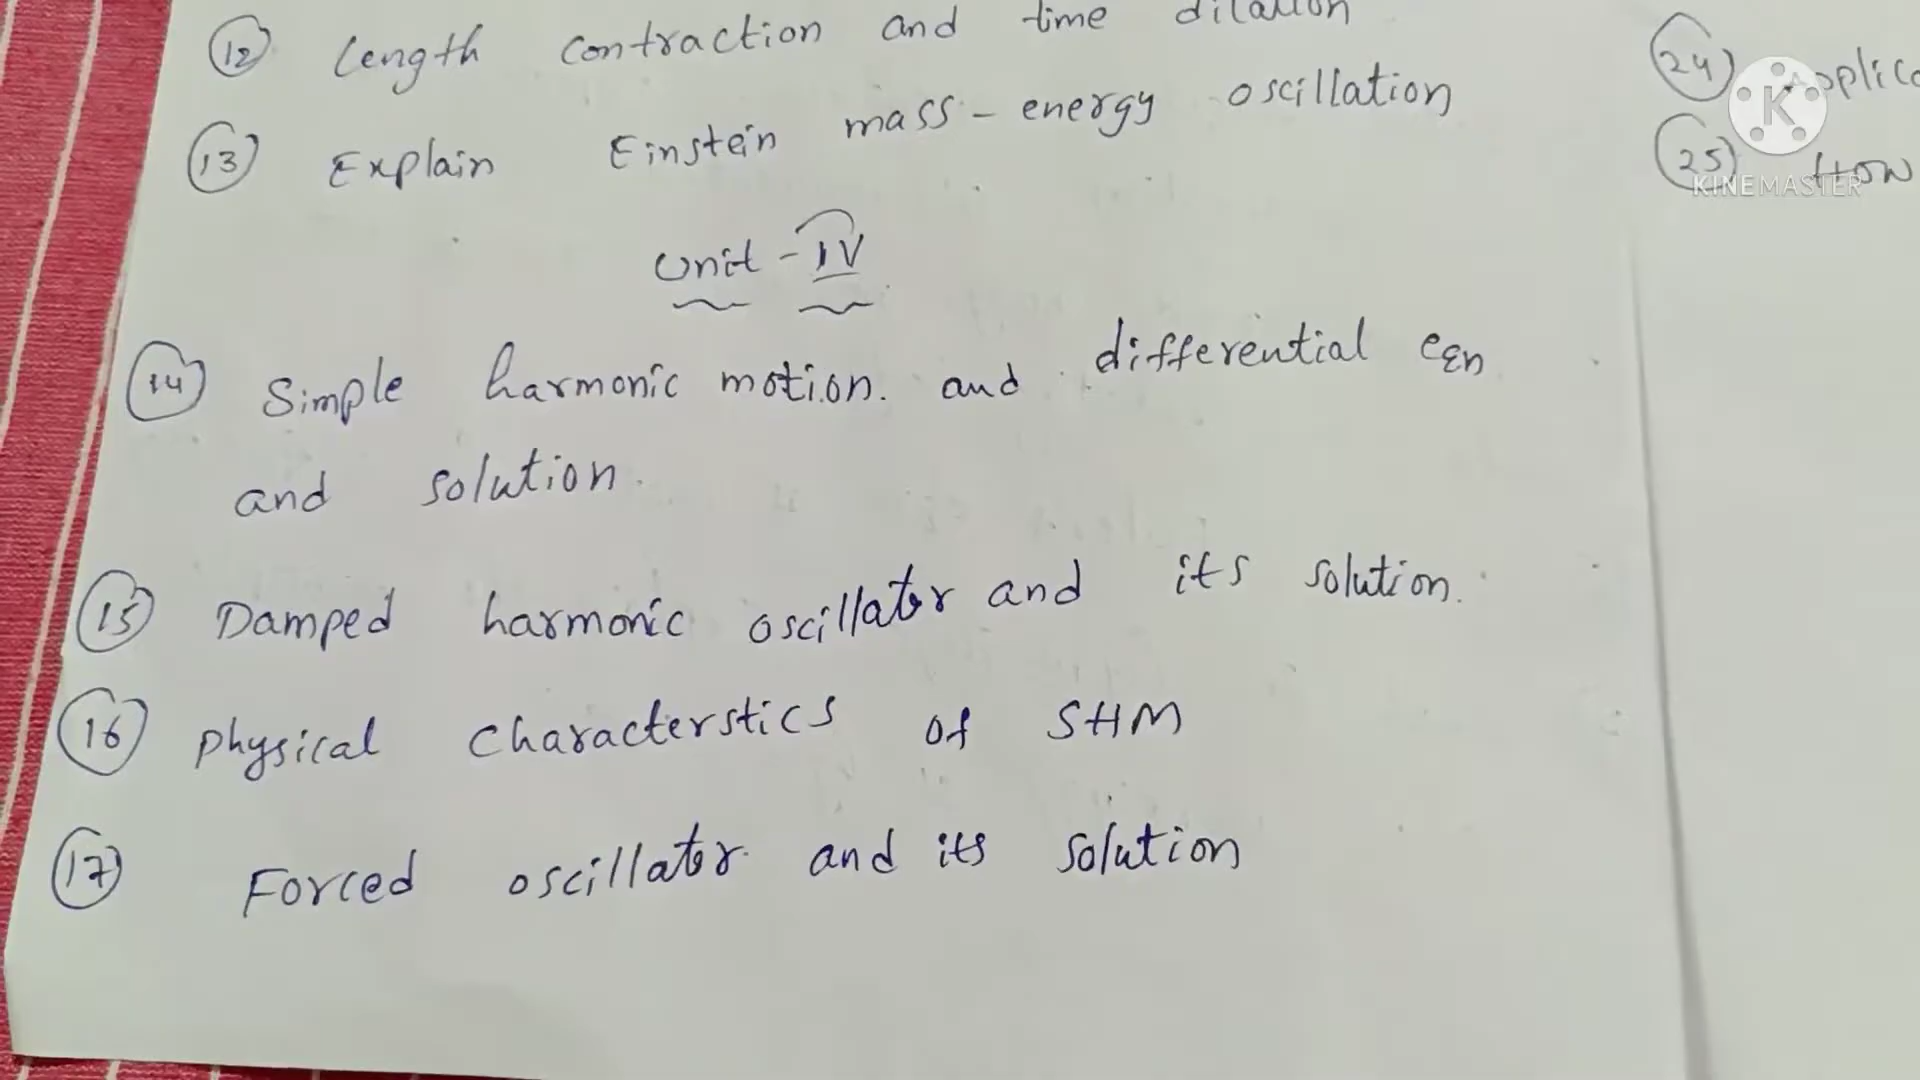 12 Length contraction and time dilation
13 Explain Einstein mass-energy oscillation
Unit - IV
14 Simple harmonic motion. and differential eqn
and solution.
15 Damped harmonic oscillator and its solution.
16 Physical characterstics of SHM
17 Forced oscillator and its solution
24
25 How
K
KINEMASTER